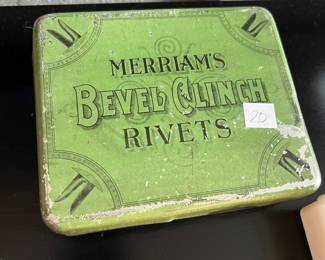 M M
MERRIAM'S
BEVEL CLINCH
20
RIVETS
M M